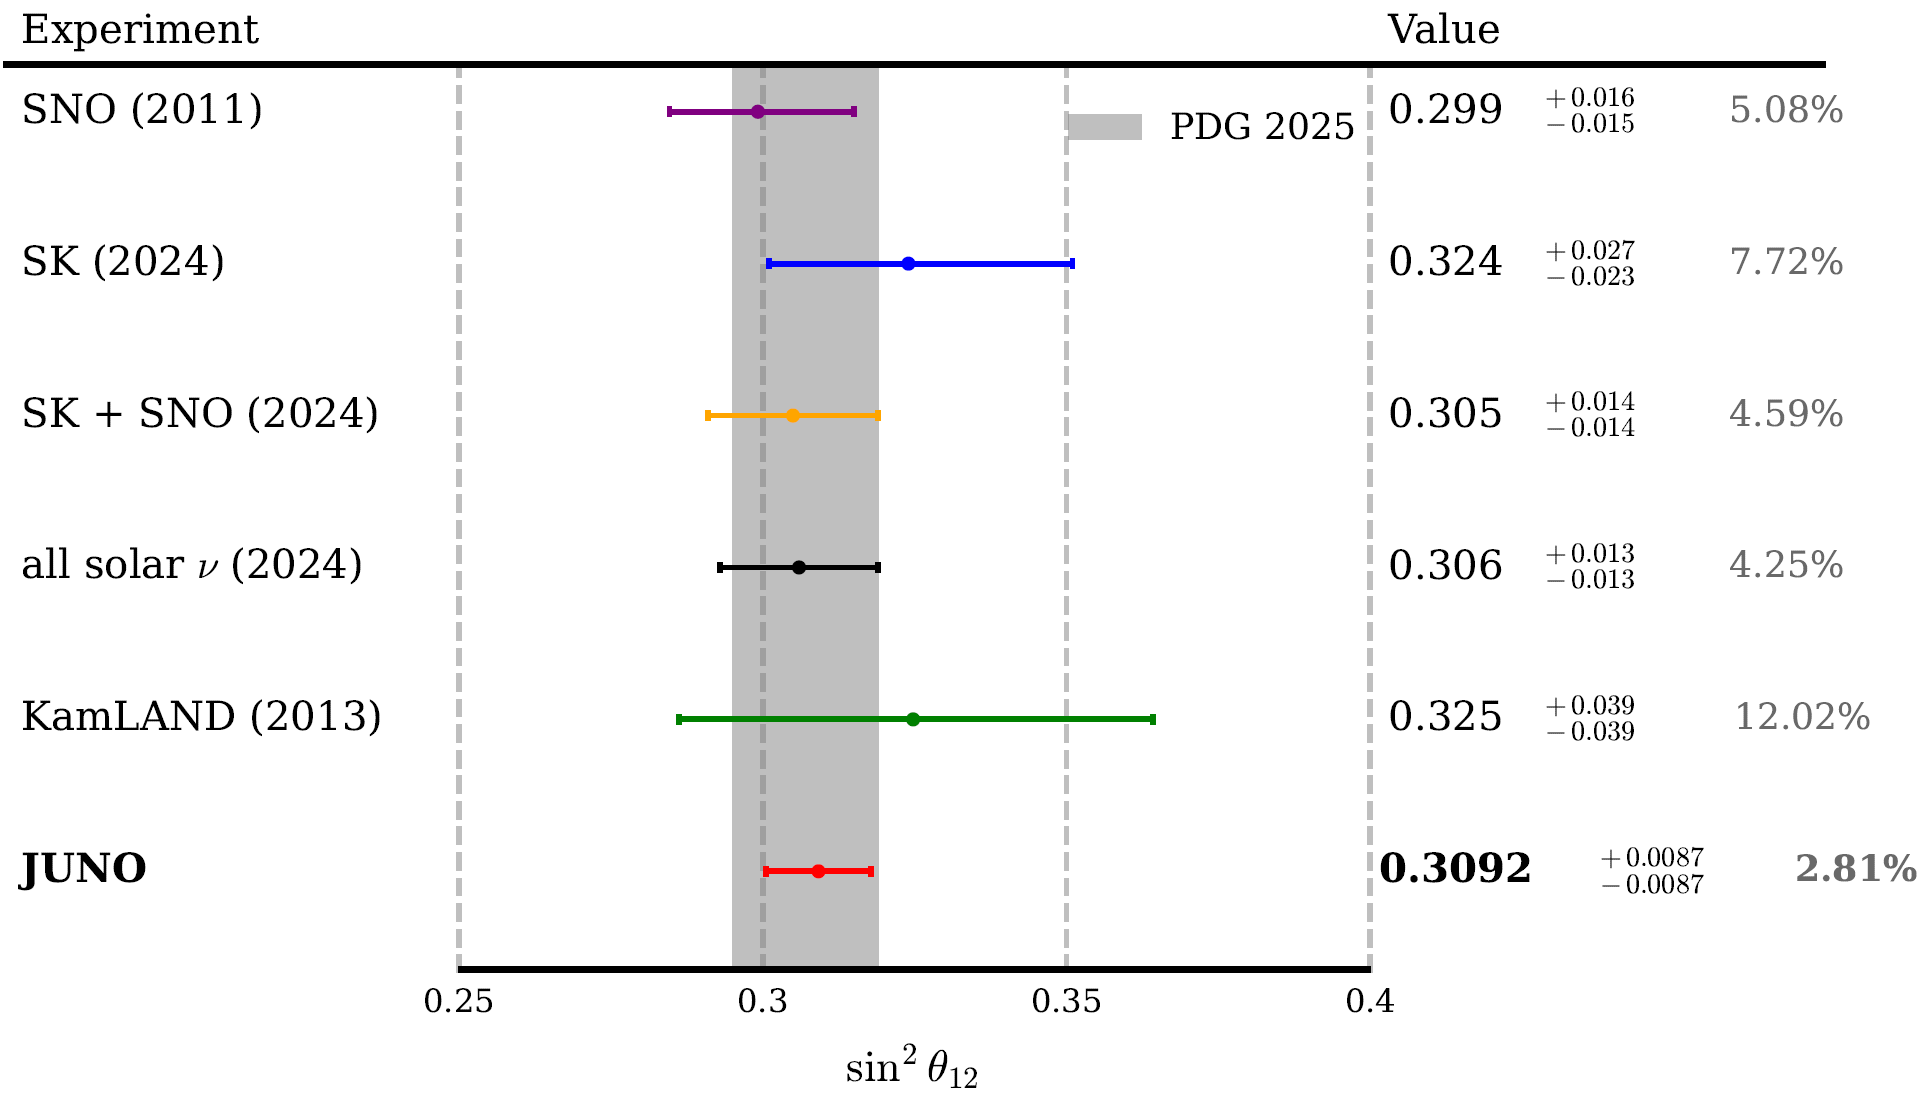 Experiment Value
SNO (2011) 0.299 +0.016 −0.015 5.08%
PDG 2025
SK (2024) 0.324 +0.027 −0.023 7.72%
SK + SNO (2024) 0.305 +0.014 −0.014 4.59%
all solar ν (2024) 0.306 +0.013 −0.013 4.25%
KamLAND (2013) 0.325 +0.039 −0.039 12.02%
JUNO 0.3092 +0.0087 −0.0087 2.81%
0.25 0.3 0.35 0.4
sin² θ₁₂